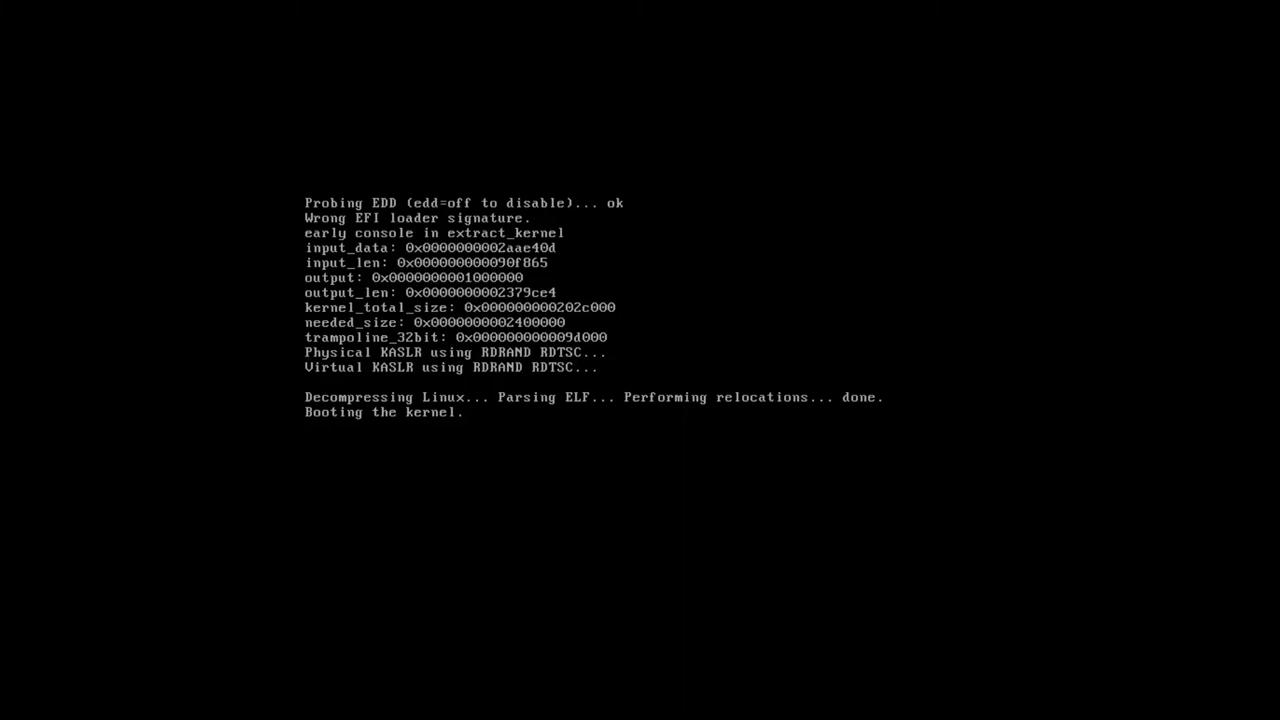 Probing EDD (edd=off to disable)... ok
Wrong EFI loader signature.
early console in extract_kernel
input_data: 0x0000000002aae40d
input_len: 0x000000000090f865
output: 0x0000000001000000
output_len: 0x0000000002379ce4
kernel_total_size: 0x000000000202c000
needed_size: 0x0000000002400000
trampoline_32bit: 0x000000000009d000
Physical KASLR using RDRAND RDTSC...
Virtual KASLR using RDRAND RDTSC...
Decompressing Linux... Parsing ELF... Performing relocations... done.
Booting the kernel.